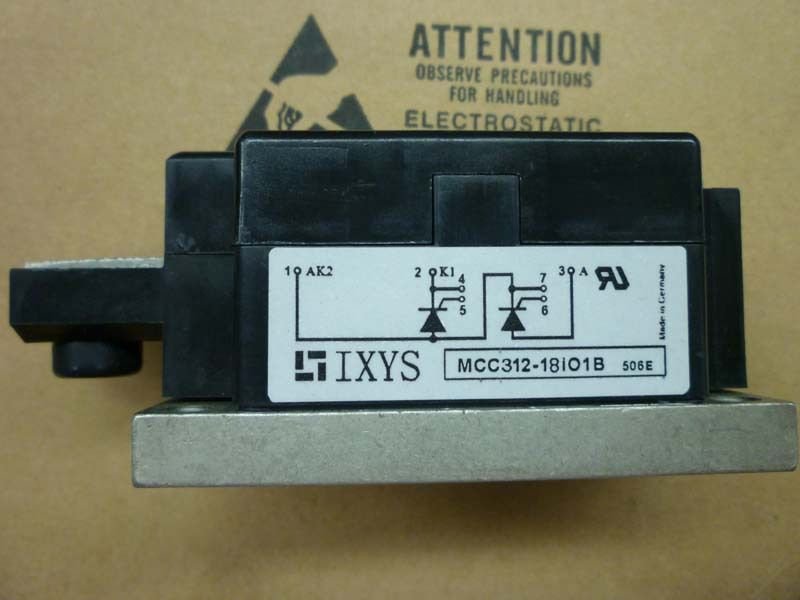 ATTENTION
OBSERVE PRECAUTIONS
FOR HANDLING
ELECTROSTATIC
1 AK2 2 K1 4 5 7 6 3 A
Made in Germany
IXYS
MCC312-18iO1B 506E